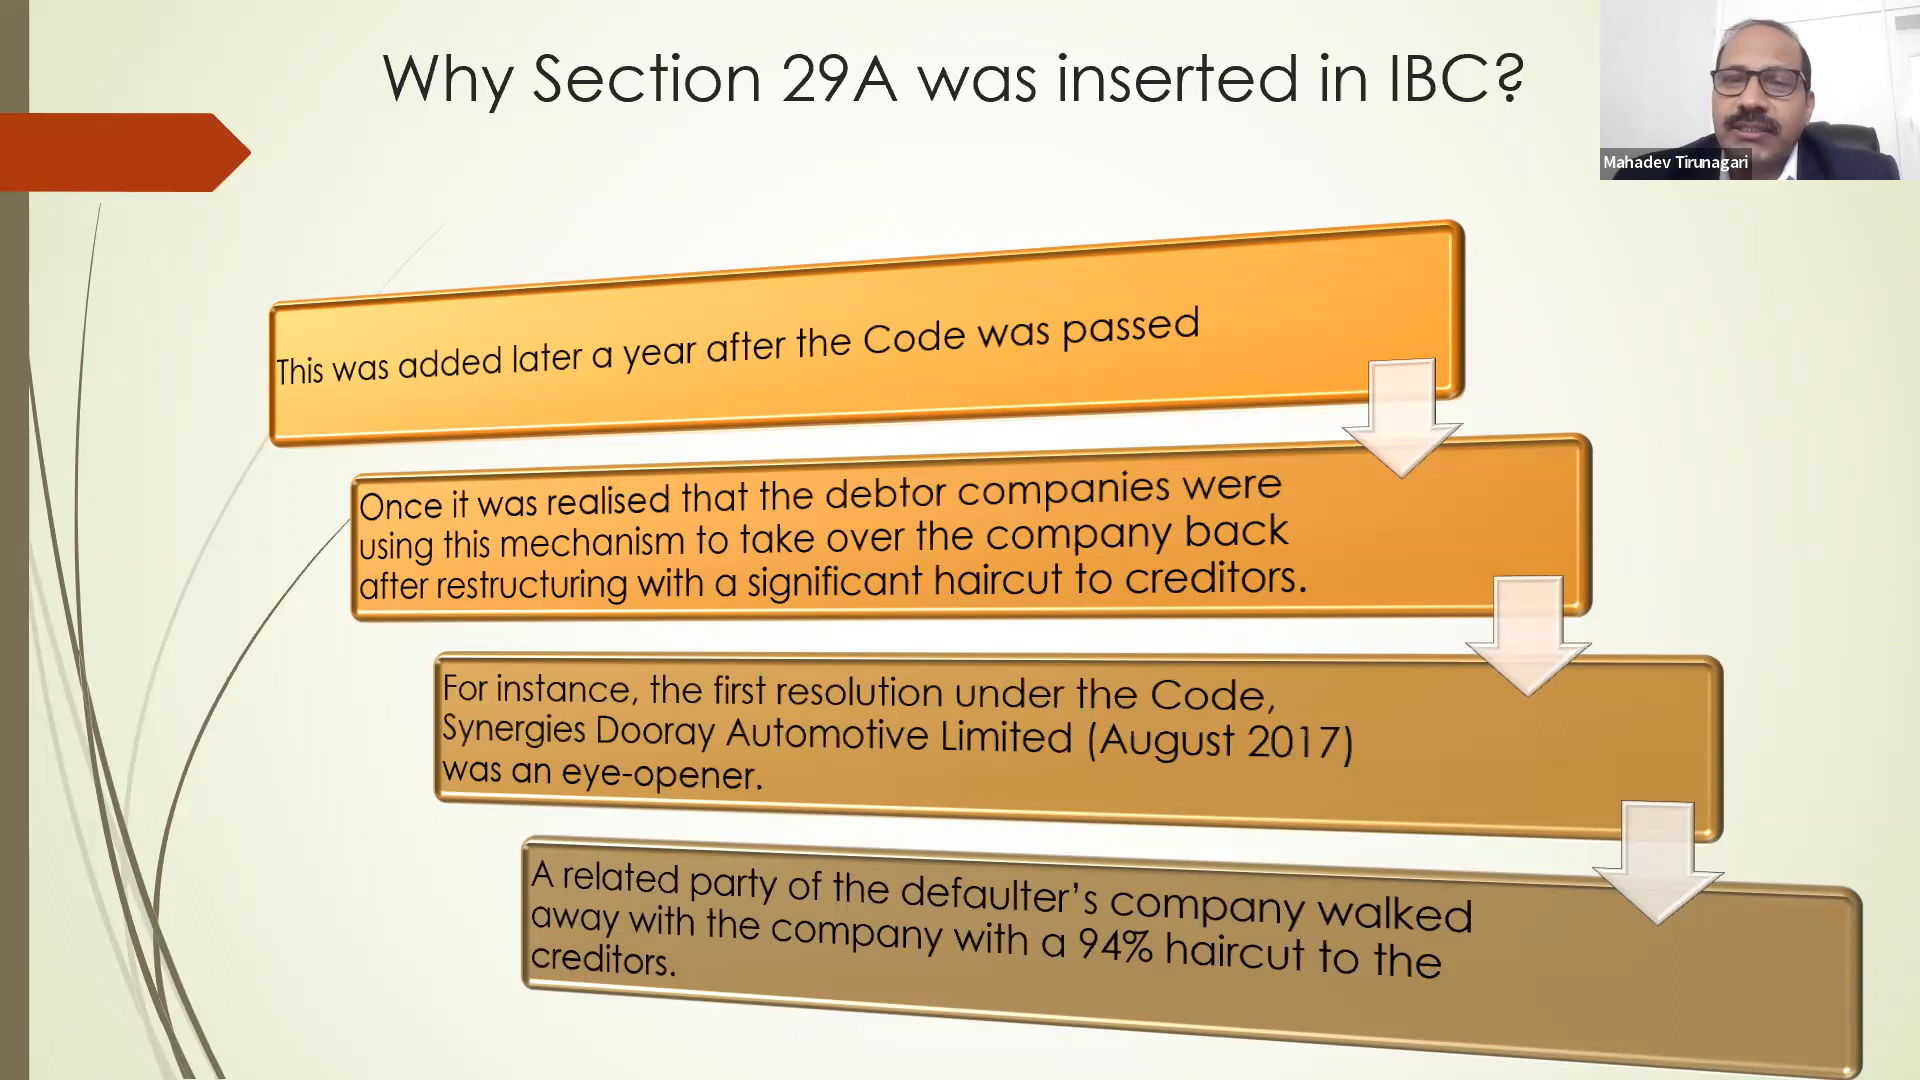 Why Section 29A was inserted in IBC?
Mahadev Tirunagari
This was added later a year after the Code was passed
Once it was realised that the debtor companies were
using this mechanism to take over the company back
after restructuring with a significant haircut to creditors.
For instance, the first resolution under the Code,
Synergies Dooray Automotive Limited (August 2017)
was an eye-opener.
A related party of the defaulter’s company walked
away with the company with a 94% haircut to the
creditors.